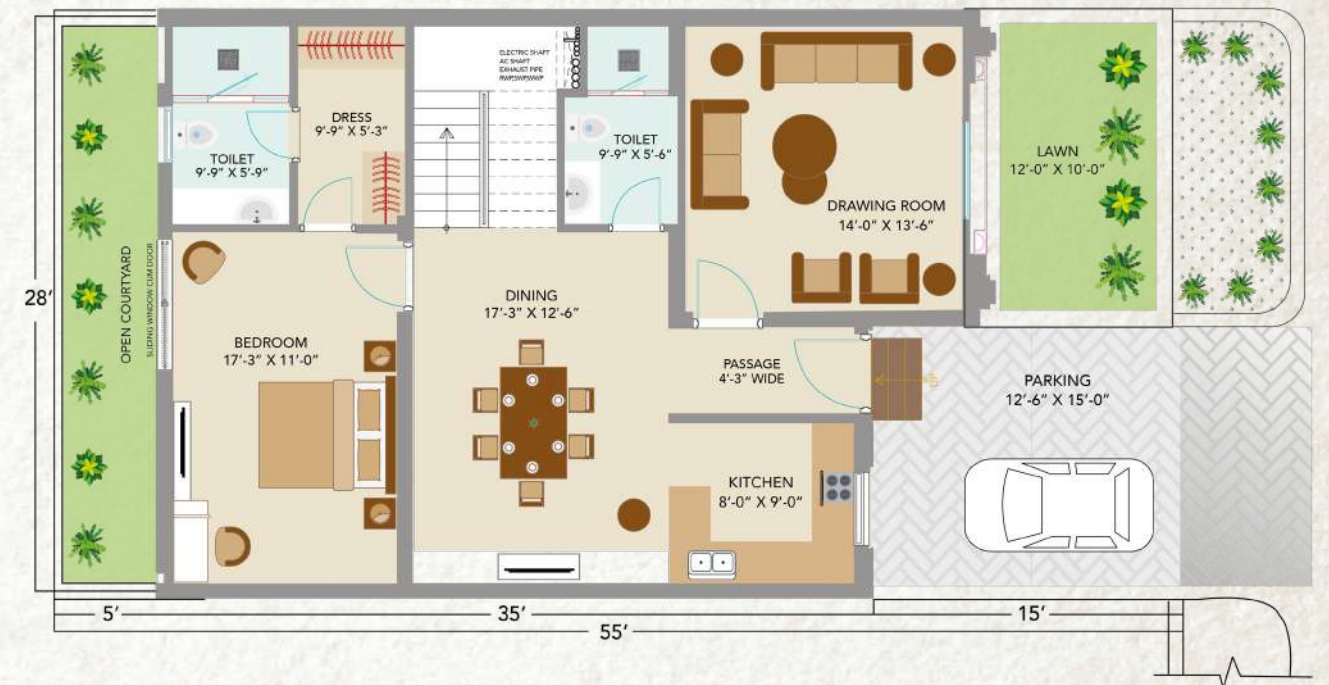 ELECTRIC SHAFT
AC SHAFT
EXHAUST PIPE
DRESS
9'-9" X 5'-3"
TOILET
9'-9" X 5'-9"
TOILET
9'-9" X 5'-6"
LAWN
12'-0" X 10'-0"
DRAWING ROOM
14'-0" X 13'-6"
OPEN COURTYARD
SLIDING WINDOW CUM DOOR
28'
DINING
17'-3" X 12'-6"
BEDROOM
17'-3" X 11'-0"
PASSAGE
4'-3" WIDE
PARKING
12'-6" X 15'-0"
KITCHEN
8'-0" X 9'-0"
5'
35'
15'
55'